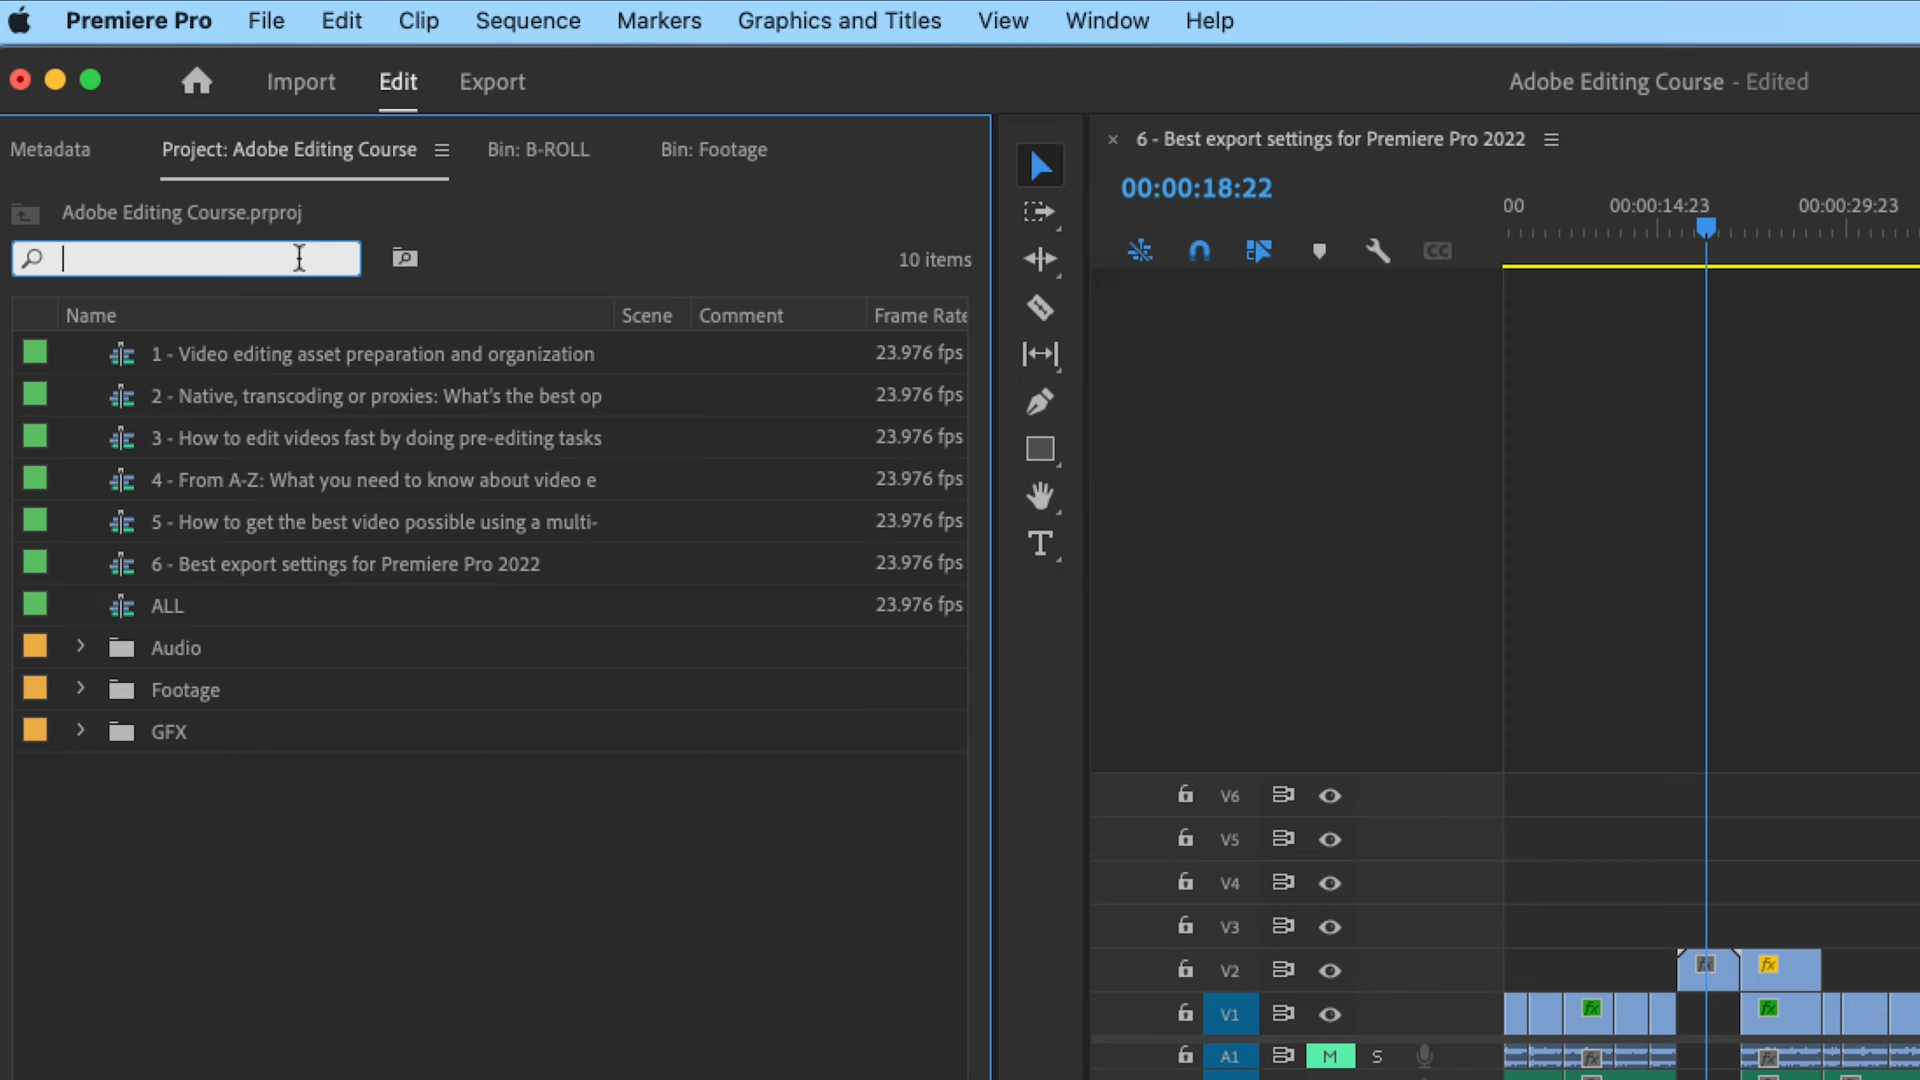 Premiere Pro File Edit Clip Sequence Markers Graphics and Titles View Window Help
Import Edit Export
Adobe Editing Course - Edited
Metadata Project: Adobe Editing Course Bin: B-ROLL Bin: Footage
Adobe Editing Course.prproj
10 items
Name Scene Comment Frame Rate
1 - Video editing asset preparation and organization 23.976 fps
2 - Native, transcoding or proxies: What's the best op 23.976 fps
3 - How to edit videos fast by doing pre-editing tasks 23.976 fps
4 - From A-Z: What you need to know about video e 23.976 fps
5 - How to get the best video possible using a multi- 23.976 fps
6 - Best export settings for Premiere Pro 2022 23.976 fps
ALL 23.976 fps
Audio
Footage
GFX
T
× 6 - Best export settings for Premiere Pro 2022
00:00:18:22
00 00:00:14:23 00:00:29:23
CC
V6
V5
V4
V3
V2 fx fx
V1 fx fx
A1 M S fx fx